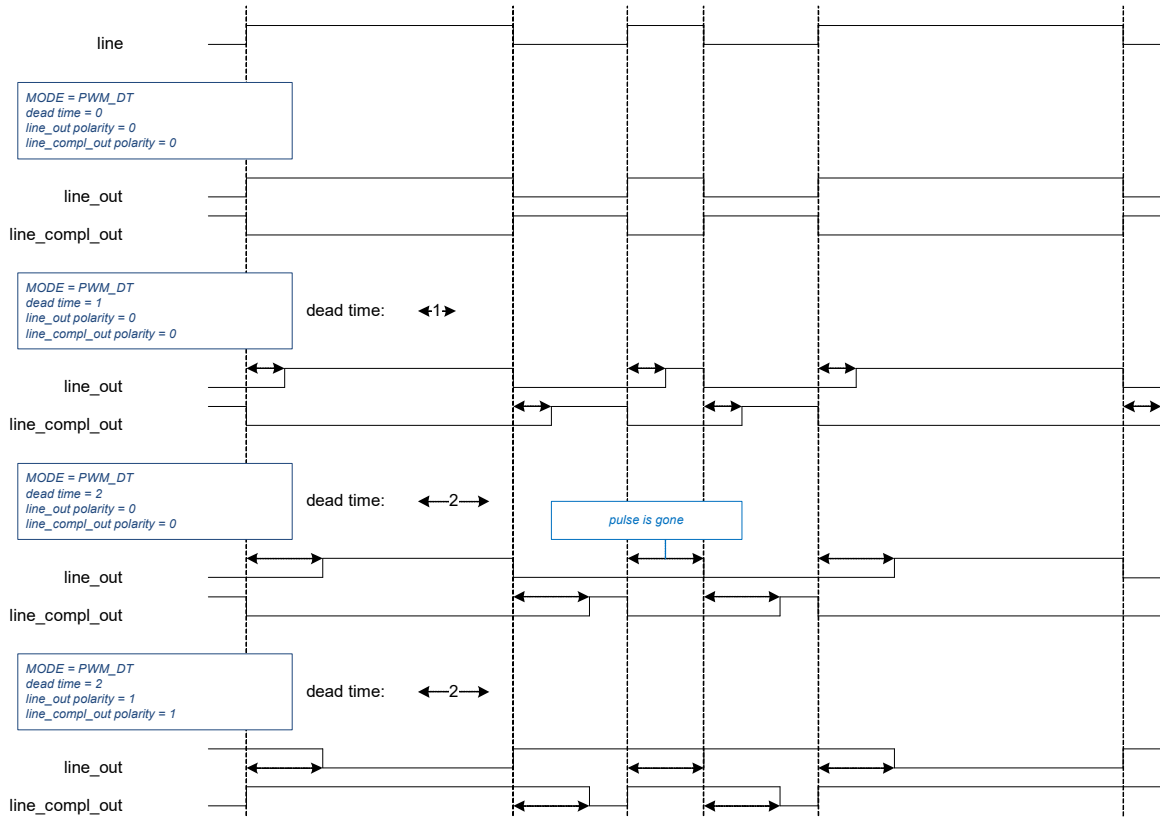 line
MODE = PWM_DT
dead time = 0
line_out polarity = 0
line_compl_out polarity = 0
line_out
line_compl_out
MODE = PWM_DT
dead time = 1
line_out polarity = 0
line_compl_out polarity = 0
dead time: 1
line_out
line_compl_out
MODE = PWM_DT
dead time = 2
line_out polarity = 0
line_compl_out polarity = 0
dead time: 2
pulse is gone
line_out
line_compl_out
MODE = PWM_DT
dead time = 2
line_out polarity = 1
line_compl_out polarity = 1
dead time: 2
line_out
line_compl_out